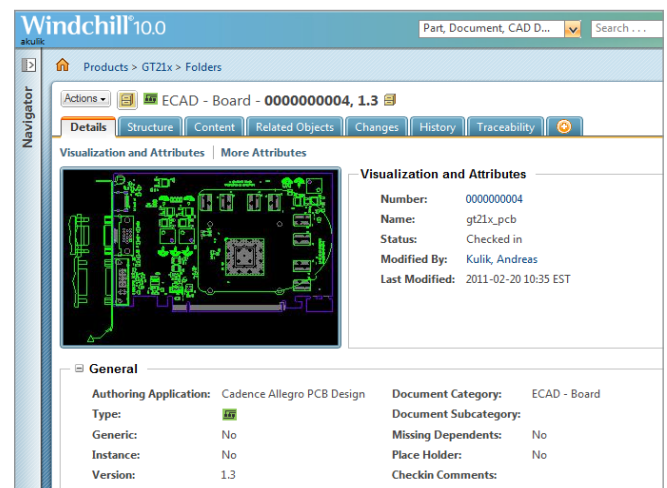 Windchill® 10.0
akulik
Part, Document, CAD D...
Search . . .
Navigator
Products > GT21x > Folders
Actions
ECAD - Board - 0000000004, 1.3
Details Structure Content Related Objects Changes History Traceability
Visualization and Attributes | More Attributes
Visualization and Attributes
Number: 0000000004
Name: gt21x_pcb
Status: Checked in
Modified By: Kulik, Andreas
Last Modified: 2011-02-20 10:35 EST
General
Authoring Application: Cadence Allegro PCB Design Document Category: ECAD - Board
Type: Document Subcategory:
Generic: No Missing Dependents: No
Instance: No Place Holder: No
Version: 1.3 Checkin Comments: